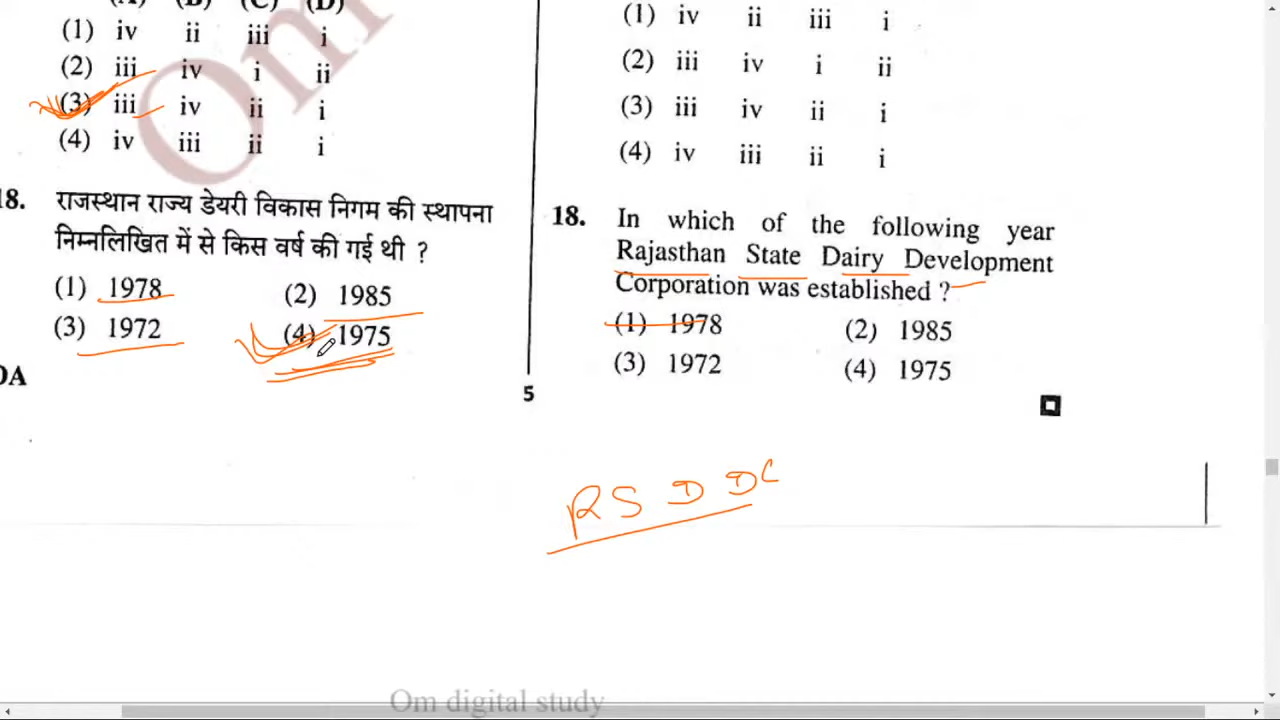 (A) (B) (C) (D)
(1) iv ii iii i
(2) iii iv i ii
(3) iii iv ii i
(4) iv iii ii i
18. राजस्थान राज्य डेयरी विकास निगम की स्थापना
निम्नलिखित में से किस वर्ष की गई थी ?
(1) 1978 (2) 1985
(3) 1972 (4) 1975
DA
(1) iv ii iii i
(2) iii iv i ii
(3) iii iv ii i
(4) iv iii ii i
18. In which of the following year
Rajasthan State Dairy Development
Corporation was established ?
(1) 1978 (2) 1985
(3) 1972 (4) 1975
5
RSDDC
Om
Om digital study